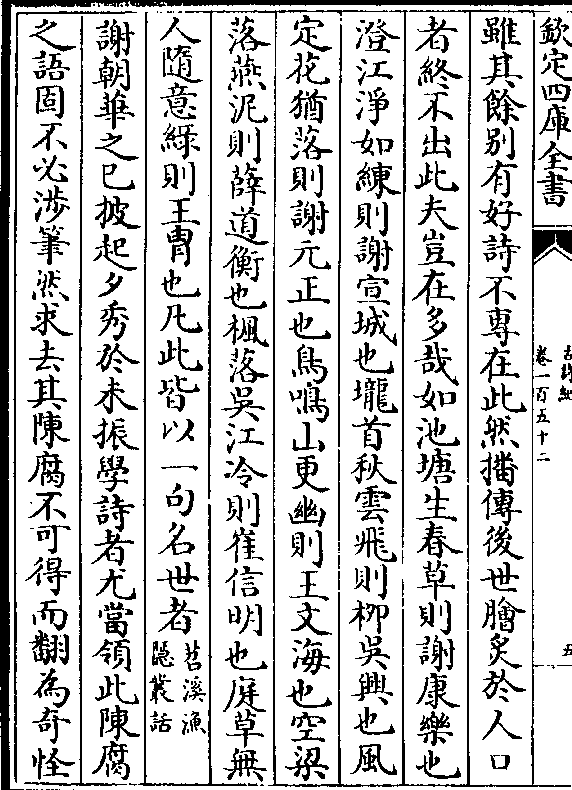 欽定四庫全書
古詩紀
卷一百五十二
五
雖其餘別有好詩不專在此然播傳後世膾炙於人口
者終不出此夫豈在多哉如池塘生春草則謝康樂也
澄江淨如練則謝宣城也壠首秋雲飛則柳吳興也風
定花猶落則謝元正也鳥鳴山更幽則王文海也空梁
落燕泥則薛道衡也楓落吳江冷則崔信明也庭草無
人隨意綠則王胄也凡此皆以一句名世者苕溪漁
隱叢話
謝朝華之已披起夕秀於未振學詩者尤當領此陳腐
之語固不必涉筆然求去其陳腐不可得而翻為奇怪